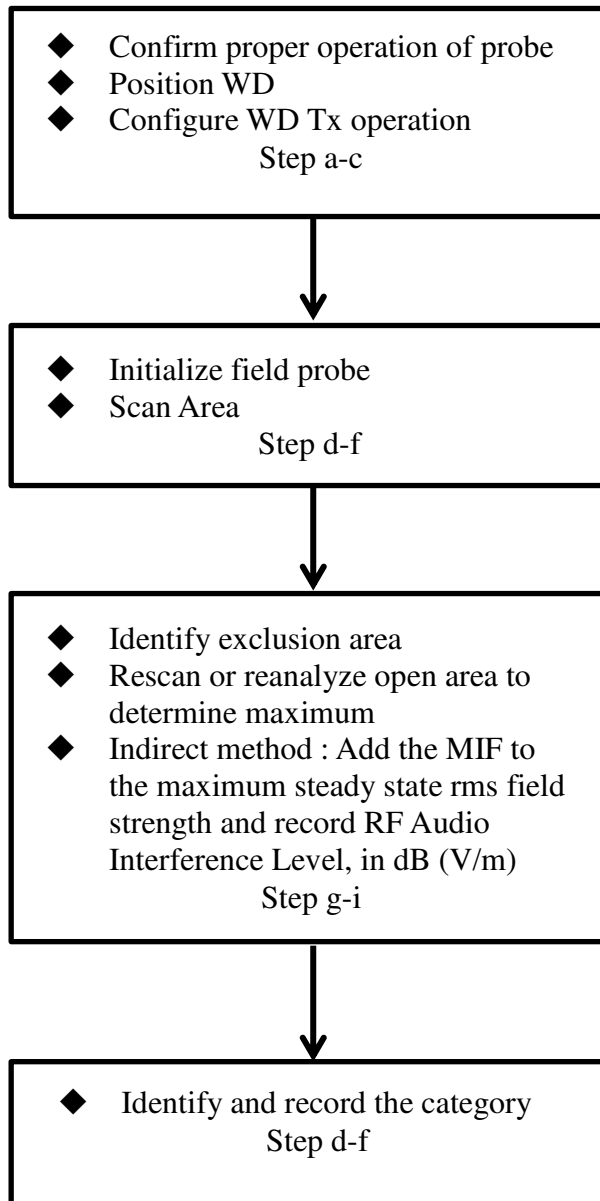 ◆ Confirm proper operation of probe
◆ Position WD
◆ Configure WD Tx operation
Step a-c
◆ Initialize field probe
◆ Scan Area
Step d-f
◆ Identify exclusion area
◆ Rescan or reanalyze open area to
determine maximum
◆ Indirect method : Add the MIF to
the maximum steady state rms field
strength and record RF Audio
Interference Level, in dB (V/m)
Step g-i
◆ Identify and record the category
Step d-f